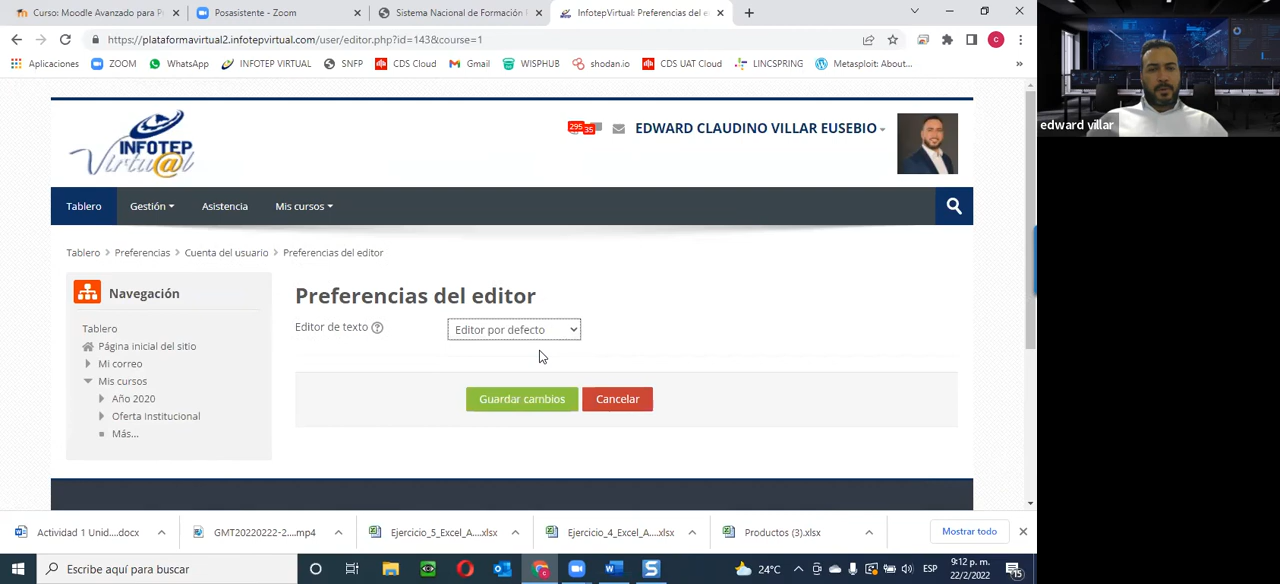 Curso: Moodle Avanzado para P
Posasistente - Zoom
Sistema Nacional de Formación
InfotepVirtual: Preferencias del e
https://plataformavirtual2.infotepvirtual.com/user/editor.php?id=143&course=1
Aplicaciones ZOOM WhatsApp INFOTEP VIRTUAL SNFP CDS Cloud Gmail WISPHUB shodan.io CDS UAT Cloud LINCSPRING Metasploit: About...
edward villar
INFOTEP
Virtu@l
295 35 EDWARD CLAUDINO VILLAR EUSEBIO
Tablero Gestión Asistencia Mis cursos
Tablero Preferencias Cuenta del usuario Preferencias del editor
Navegación
Tablero
Página inicial del sitio
Mi correo
Mis cursos
Año 2020
Oferta Institucional
Más...
Preferencias del editor
Editor de texto Editor por defecto
Guardar cambios Cancelar
Actividad 1 Unid....docx GMT20220222-2....mp4 Ejercicio_5_Excel_A....xlsx Ejercicio_4_Excel_A....xlsx Productos (3).xlsx Mostrar todo
Escribe aquí para buscar 24°C ESP 9:12 p. m.
22/2/2022 15